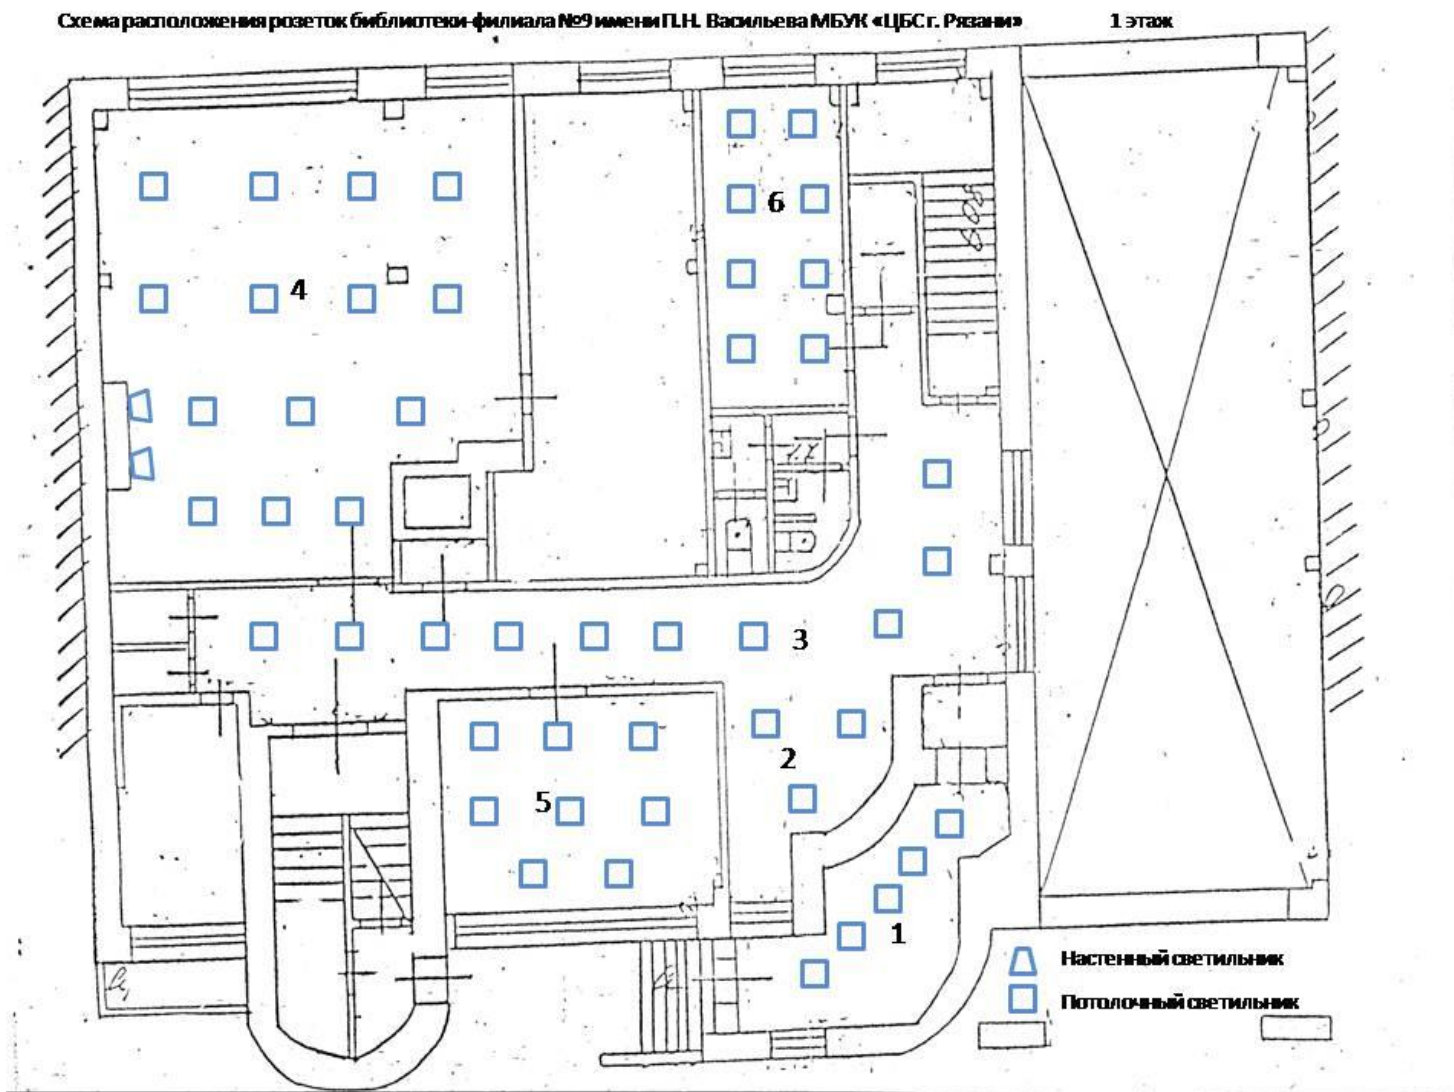 Схема расположения розеток библиотеки-филиала №9 имени П.Н. Васильева МБУК «ЦБС г. Рязани» 1 этаж
6
4
3
2
5
1
Настенный светильник
Потолочный светильник